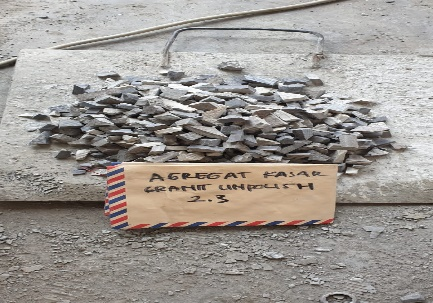 AGREGAT KASAR
GRANIT UNPOLISH
2.3